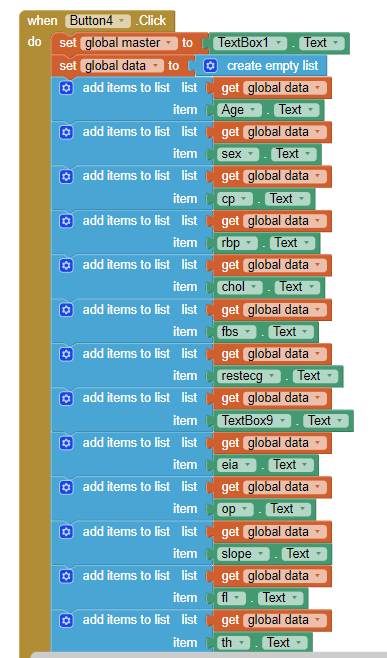 when Button4 .Click
do set global master to TextBox1 . Text
set global data to create empty list
add items to list list get global data
item Age . Text
add items to list list get global data
item sex . Text
add items to list list get global data
item cp . Text
add items to list list get global data
item rbp . Text
add items to list list get global data
item chol . Text
add items to list list get global data
item fbs . Text
add items to list list get global data
item restecg . Text
add items to list list get global data
item TextBox9 . Text
add items to list list get global data
item eia . Text
add items to list list get global data
item op . Text
add items to list list get global data
item slope . Text
add items to list list get global data
item fl . Text
add items to list list get global data
item th . Text